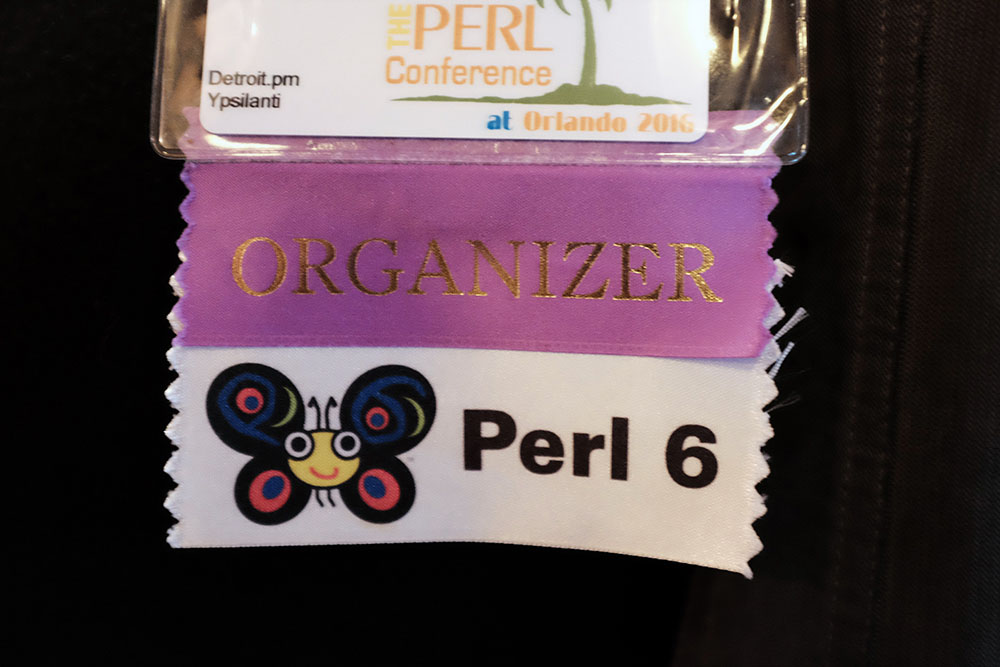 THE PERL
Conference
Detroit.pm
Ypsilanti
at Orlando 2016
ORGANIZER
Perl 6